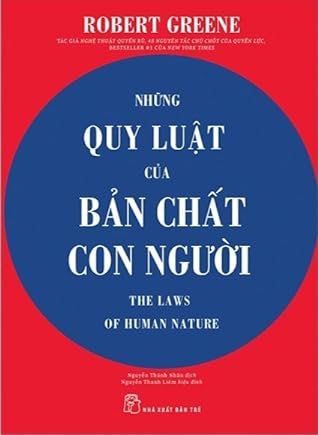 ROBERT GREENE
TÁC GIẢ NGHỆ THUẬT QUYẾN RŨ, 48 NGUYÊN TẮC CHỦ CHỐT CỦA QUYỀN LỰC,
BESTSELLER #1 CỦA NEW YORK TIMES
NHỮNG
QUY LUẬT
CỦA
BẢN CHẤT
CON NGƯỜI
THE LAWS
OF HUMAN NATURE
Nguyễn Thành Nhân dịch
Nguyễn Thanh Liêm hiệu đính
NHÀ XUẤT BẢN TRẺ